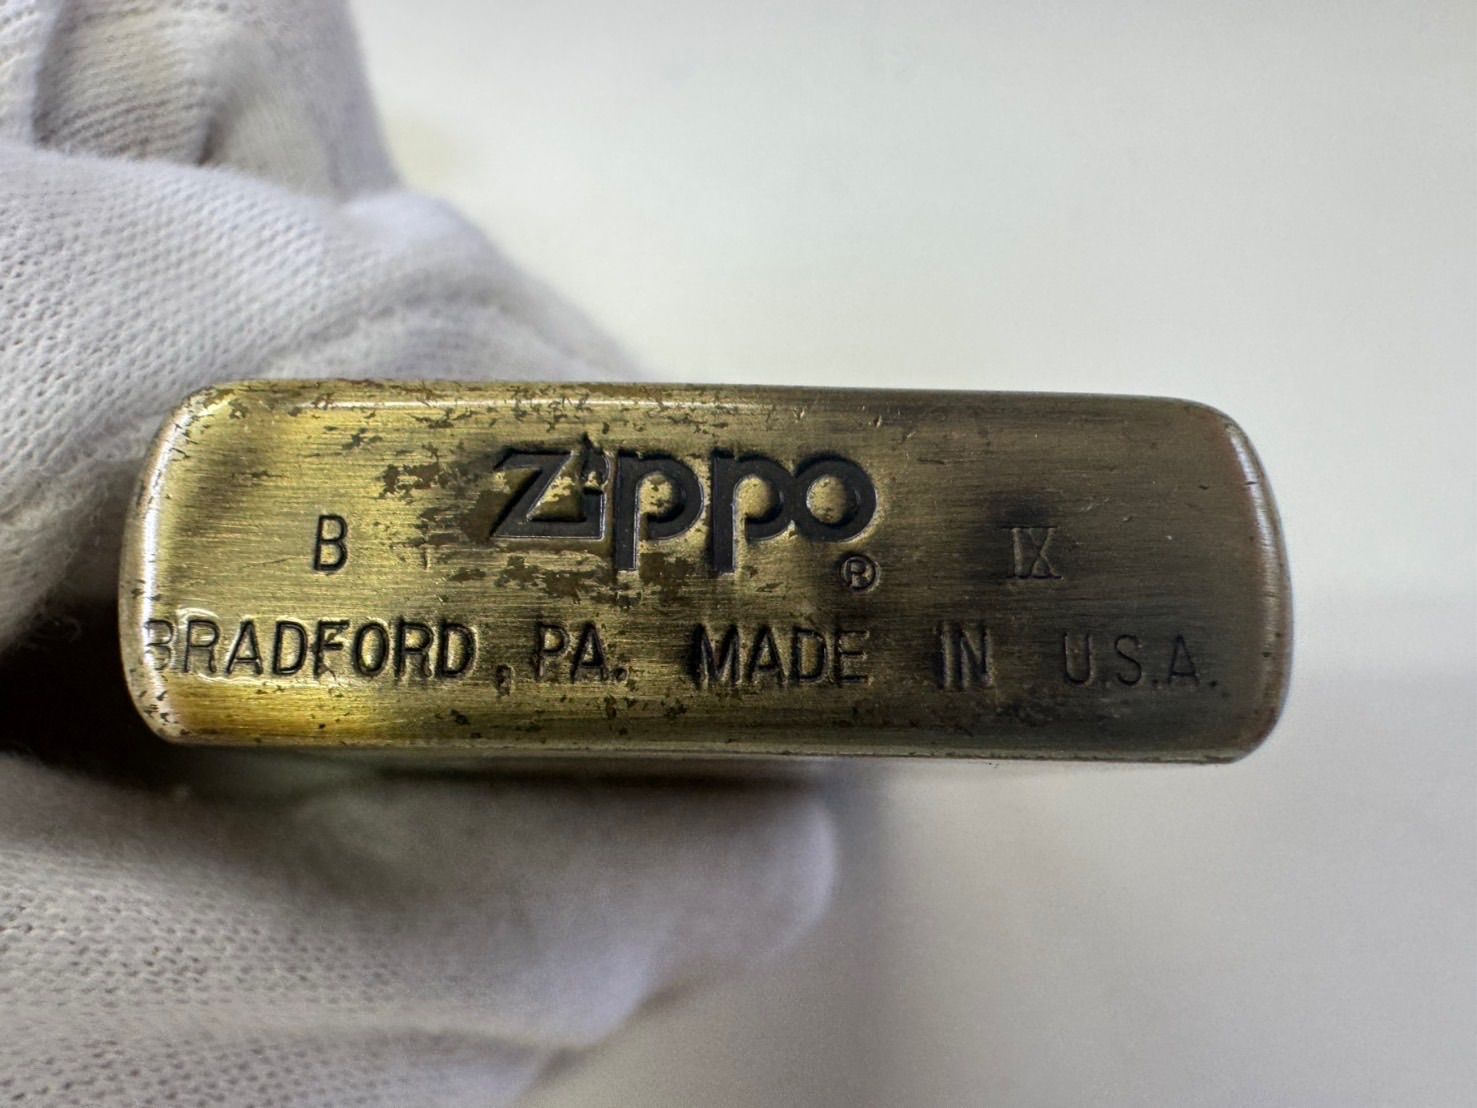 Zippo
B ® IX
BRADFORD, PA. MADE IN U.S.A.